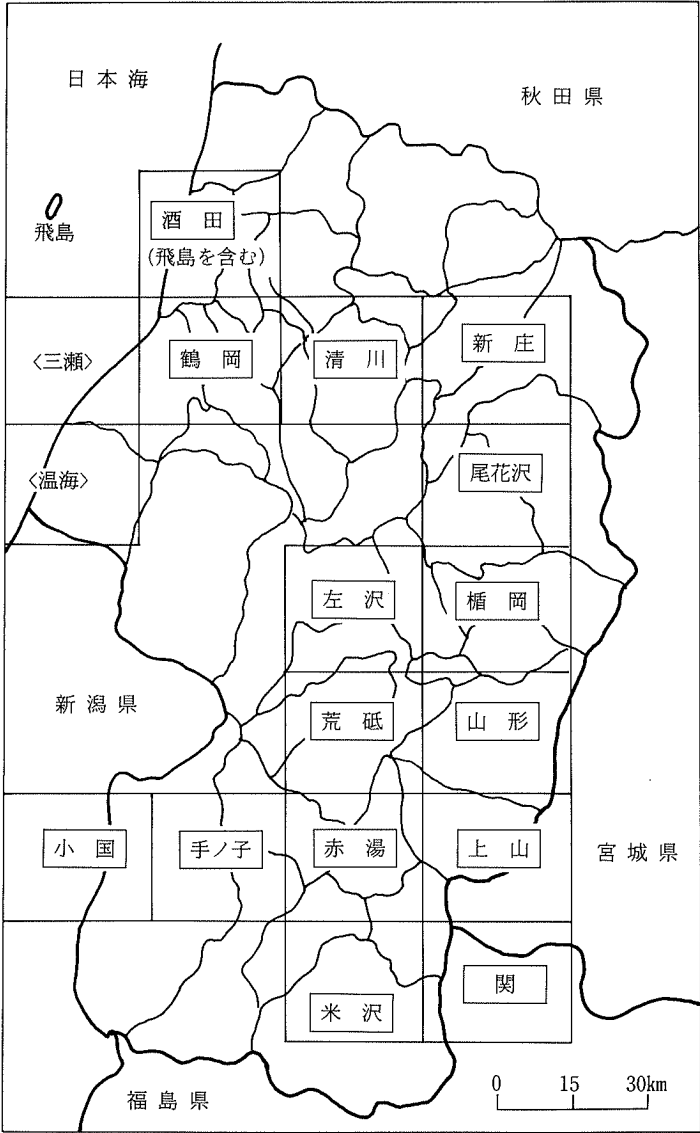 日本海
秋田県
飛島
酒田
(飛島を含む)
〈三瀬〉
鶴岡
清川
新庄
〈温海〉
尾花沢
左沢
楯岡
新潟県
荒砥
山形
小国
手ノ子
赤湯
上山
宮城県
関
米沢
福島県
0 15 30km